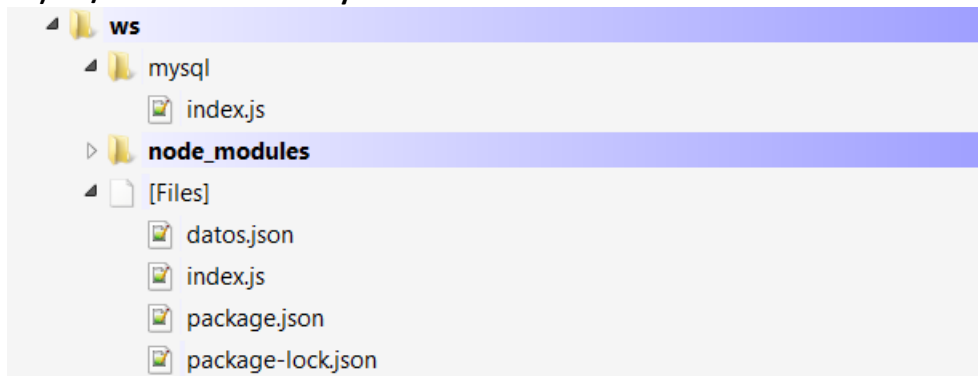 ws
mysql
index.js
node_modules
[Files]
datos.json
index.js
package.json
package-lock.json